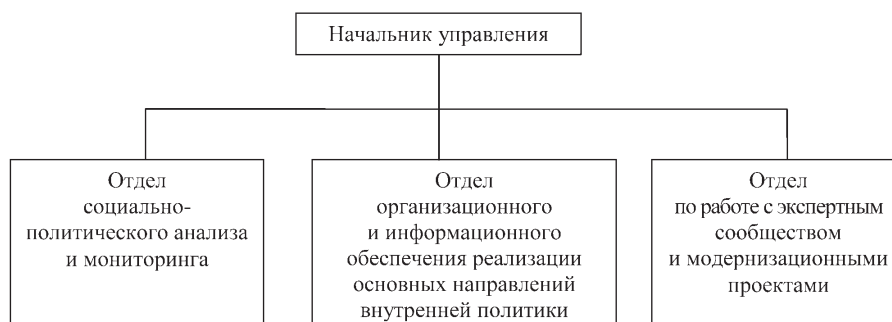 Начальник управления
Отдел
социально-
политического анализа
и мониторинга
Отдел
организационного
и информационного
обеспечения реализации
основных направлений
внутренней политики
Отдел
по работе с экспертным
сообществом
и модернизационными
проектами